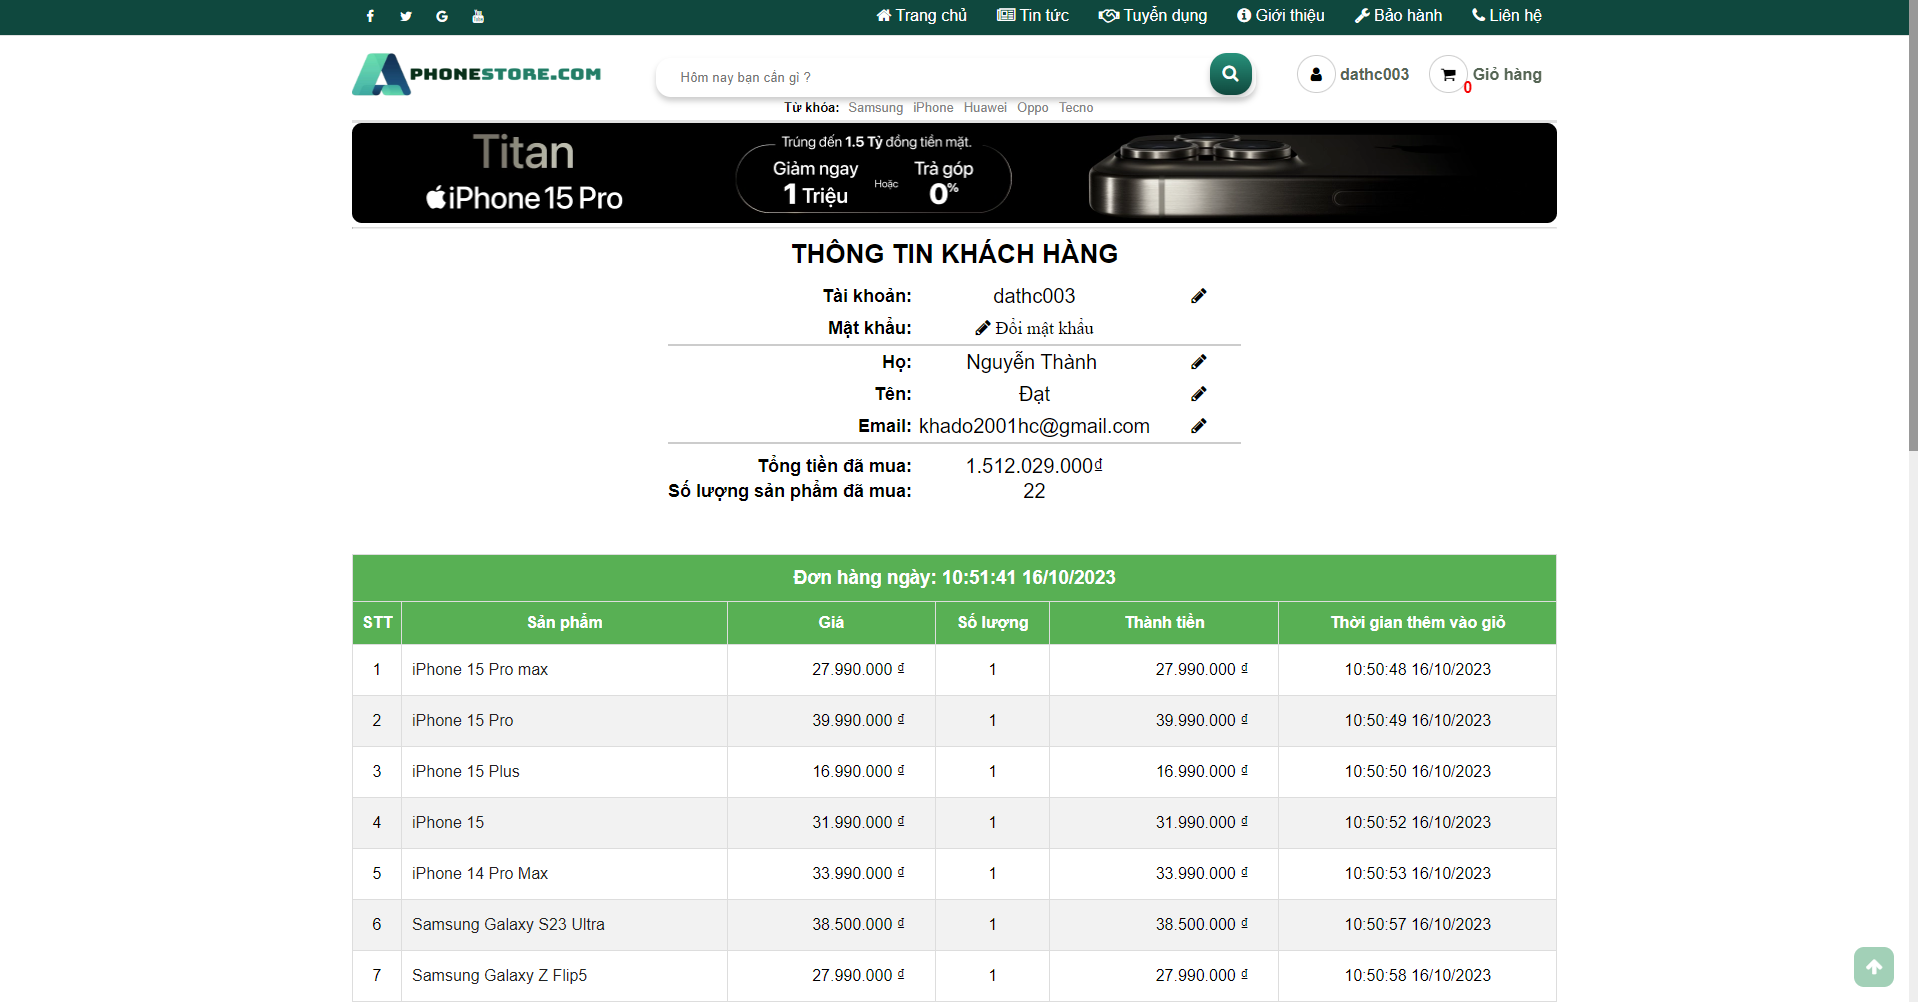 Trang chủ Tin tức Tuyển dụng Giới thiệu Bảo hành Liên hệ
APHONESTORE.COM
Hôm nay bạn cần gì ?
dathc003
0
Giỏ hàng
Từ khóa: Samsung iPhone Huawei Oppo Tecno
Titan
iPhone 15 Pro
Trúng đến 1.5 Tỷ đồng tiền mặt.
Giảm ngay
1 Triệu
Hoặc
Trả góp
0%
THÔNG TIN KHÁCH HÀNG
Tài khoản: dathc003
Mật khẩu: Đổi mật khẩu
Họ: Nguyễn Thành
Tên: Đạt
Email: khado2001hc@gmail.com
Tổng tiền đã mua: 1.512.029.000₫
Số lượng sản phẩm đã mua: 22
Đơn hàng ngày: 10:51:41 16/10/2023
STT Sản phẩm Giá Số lượng Thành tiền Thời gian thêm vào giỏ
1 iPhone 15 Pro max 27.990.000 ₫ 1 27.990.000 ₫ 10:50:48 16/10/2023
2 iPhone 15 Pro 39.990.000 ₫ 1 39.990.000 ₫ 10:50:49 16/10/2023
3 iPhone 15 Plus 16.990.000 ₫ 1 16.990.000 ₫ 10:50:50 16/10/2023
4 iPhone 15 31.990.000 ₫ 1 31.990.000 ₫ 10:50:52 16/10/2023
5 iPhone 14 Pro Max 33.990.000 ₫ 1 33.990.000 ₫ 10:50:53 16/10/2023
6 Samsung Galaxy S23 Ultra 38.500.000 ₫ 1 38.500.000 ₫ 10:50:57 16/10/2023
7 Samsung Galaxy Z Flip5 27.990.000 ₫ 1 27.990.000 ₫ 10:50:58 16/10/2023